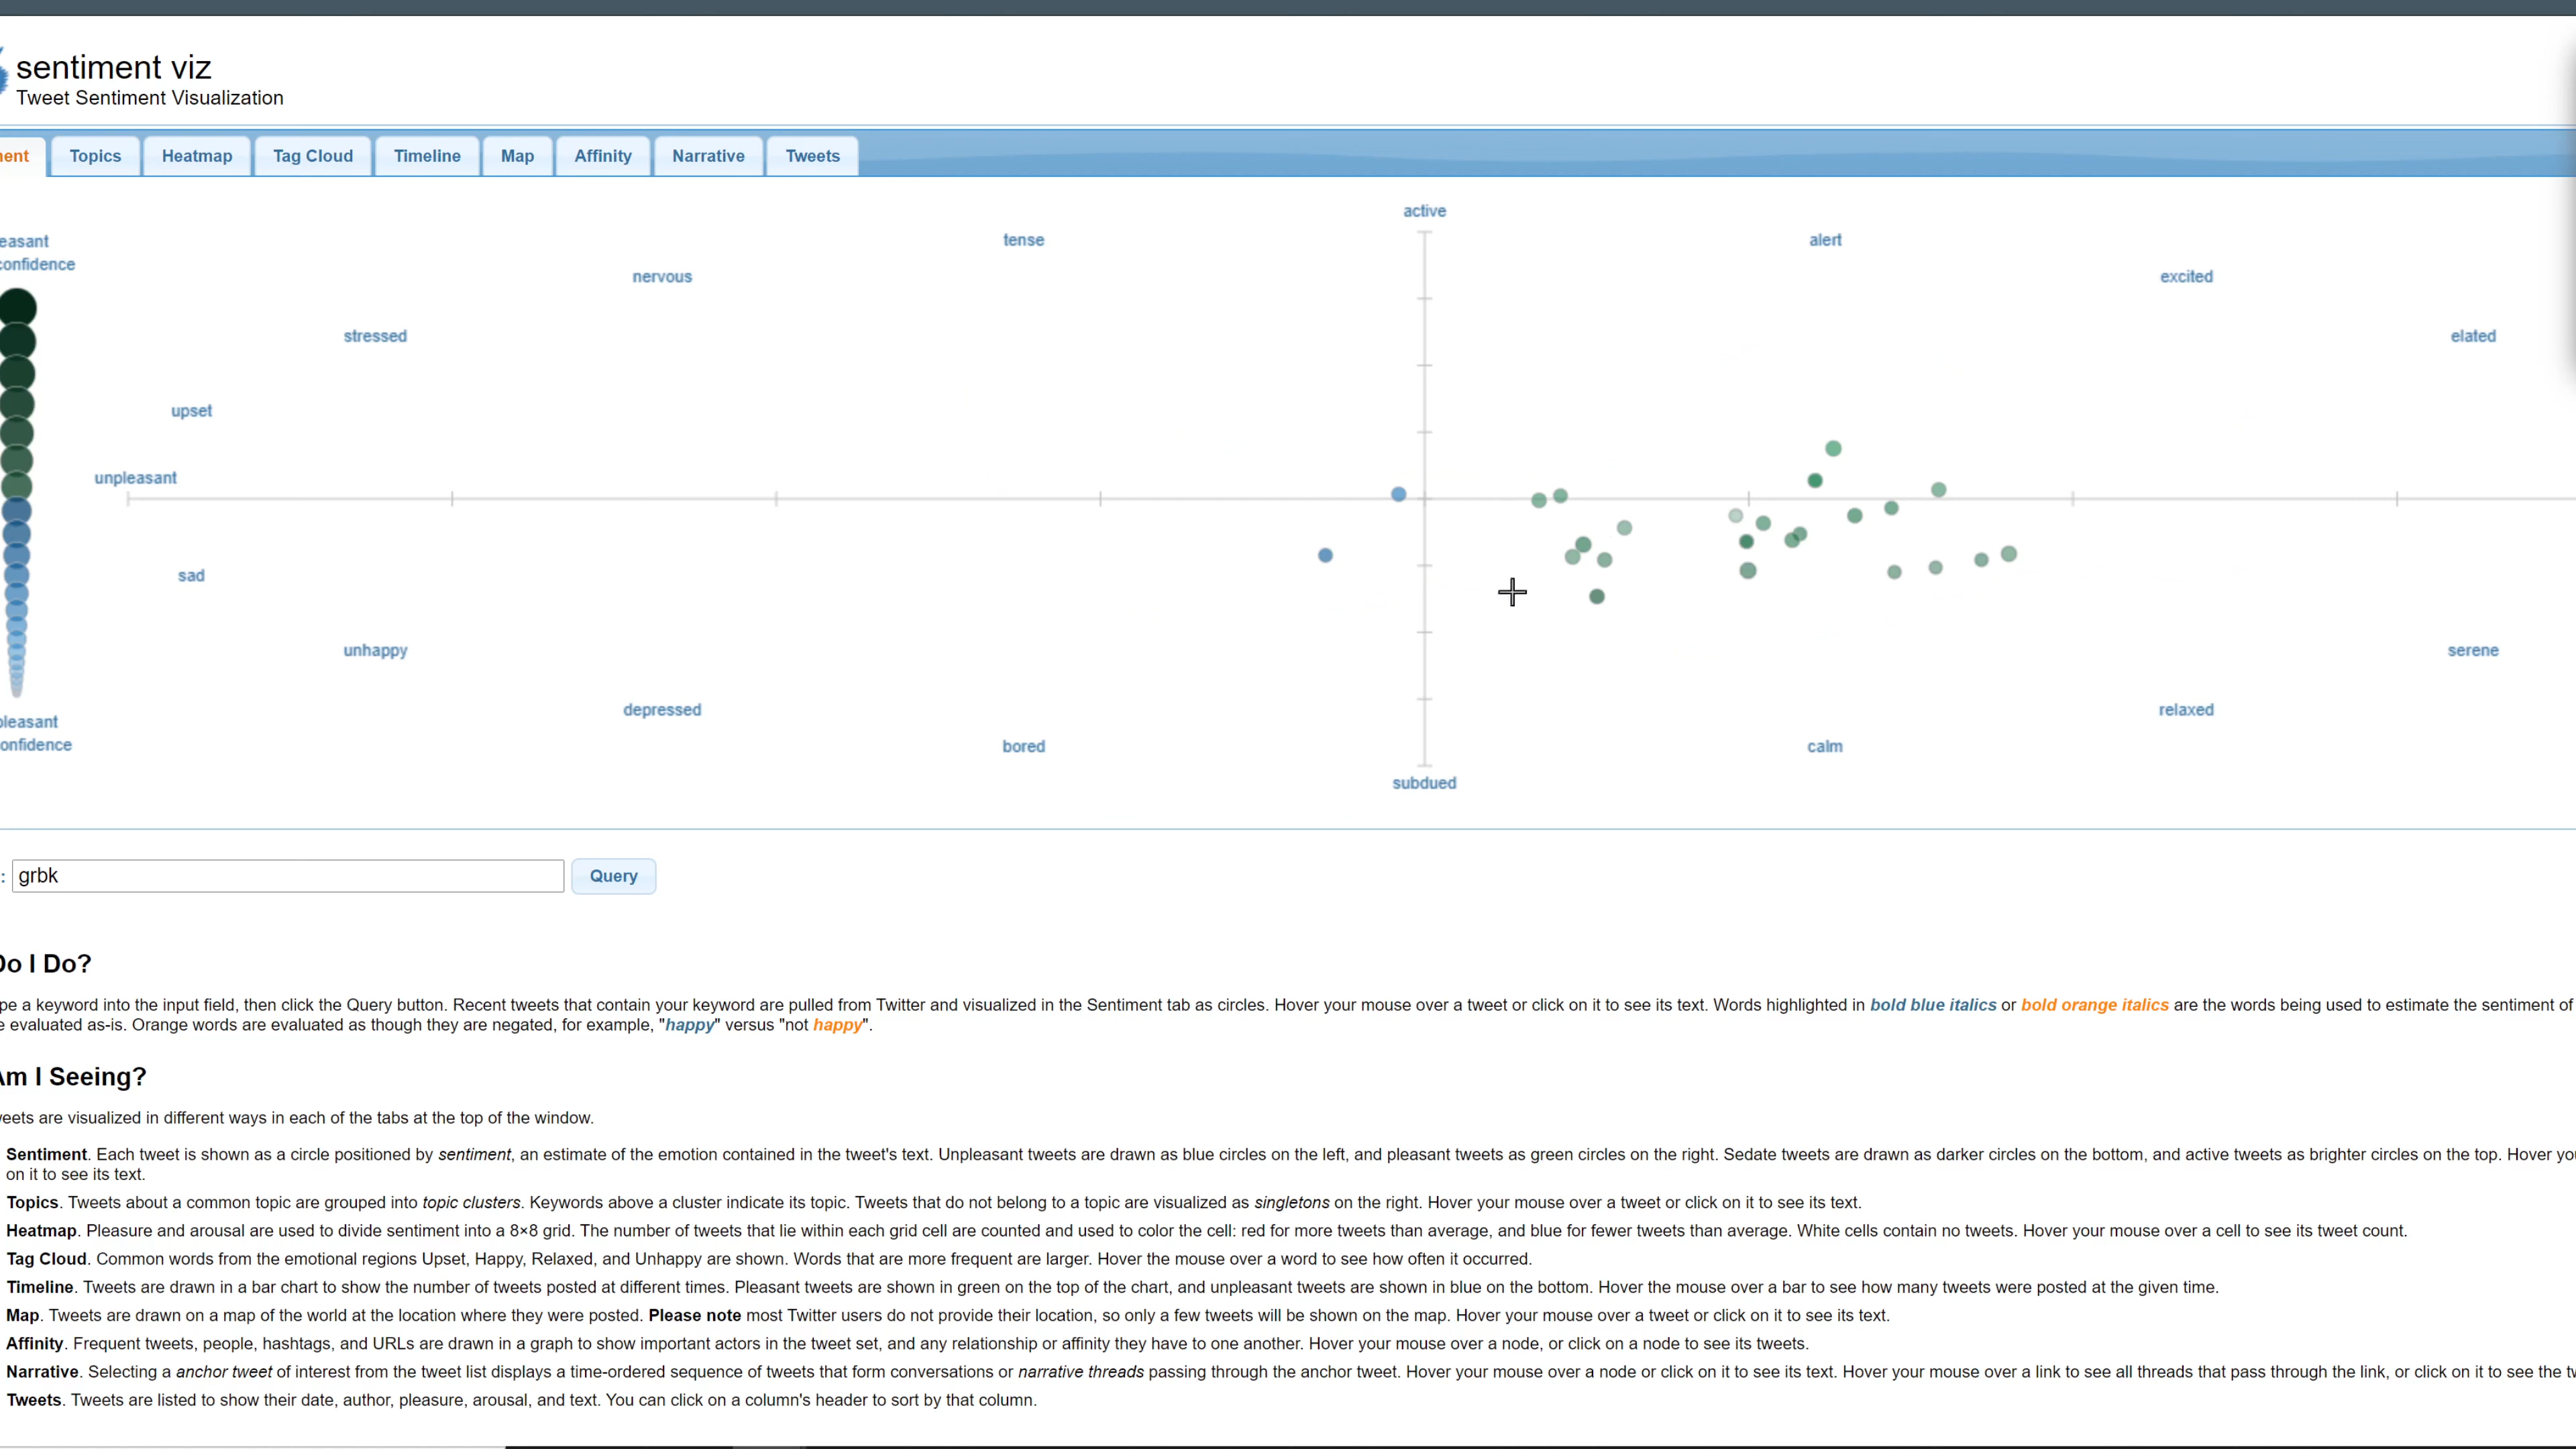 sentiment viz
Tweet Sentiment Visualization
ent Topics Heatmap Tag Cloud Timeline Map Affinity Narrative Tweets
active
easant tense alert
confidence nervous excited
stressed elated
upset
unpleasant
sad
unhappy serene
depressed relaxed
pleasant
onfidence bored calm
subdued
: grbk Query
Do I Do?
pe a keyword into the input field, then click the Query button. Recent tweets that contain your keyword are pulled from Twitter and visualized in the Sentiment tab as circles. Hover your mouse over a tweet or click on it to see its text. Words highlighted in bold blue italics or bold orange italics are the words being used to estimate the sentiment of
e evaluated as-is. Orange words are evaluated as though they are negated, for example, "happy" versus "not happy".
Am I Seeing?
eets are visualized in different ways in each of the tabs at the top of the window.
Sentiment. Each tweet is shown as a circle positioned by sentiment, an estimate of the emotion contained in the tweet's text. Unpleasant tweets are drawn as blue circles on the left, and pleasant tweets as green circles on the right. Sedate tweets are drawn as darker circles on the bottom, and active tweets as brighter circles on the top. Hover yo
on it to see its text.
Topics. Tweets about a common topic are grouped into topic clusters. Keywords above a cluster indicate its topic. Tweets that do not belong to a topic are visualized as singletons on the right. Hover your mouse over a tweet or click on it to see its text.
Heatmap. Pleasure and arousal are used to divide sentiment into a 8×8 grid. The number of tweets that lie within each grid cell are counted and used to color the cell: red for more tweets than average, and blue for fewer tweets than average. White cells contain no tweets. Hover your mouse over a cell to see its tweet count.
Tag Cloud. Common words from the emotional regions Upset, Happy, Relaxed, and Unhappy are shown. Words that are more frequent are larger. Hover the mouse over a word to see how often it occurred.
Timeline. Tweets are drawn in a bar chart to show the number of tweets posted at different times. Pleasant tweets are shown in green on the top of the chart, and unpleasant tweets are shown in blue on the bottom. Hover the mouse over a bar to see how many tweets were posted at the given time.
Map. Tweets are drawn on a map of the world at the location where they were posted. Please note most Twitter users do not provide their location, so only a few tweets will be shown on the map. Hover your mouse over a tweet or click on it to see its text.
Affinity. Frequent tweets, people, hashtags, and URLs are drawn in a graph to show important actors in the tweet set, and any relationship or affinity they have to one another. Hover your mouse over a node, or click on a node to see its tweets.
Narrative. Selecting a anchor tweet of interest from the tweet list displays a time-ordered sequence of tweets that form conversations or narrative threads passing through the anchor tweet. Hover your mouse over a node or click on it to see its text. Hover your mouse over a link to see all threads that pass through the link, or click on it to see the tw
Tweets. Tweets are listed to show their date, author, pleasure, arousal, and text. You can click on a column's header to sort by that column.